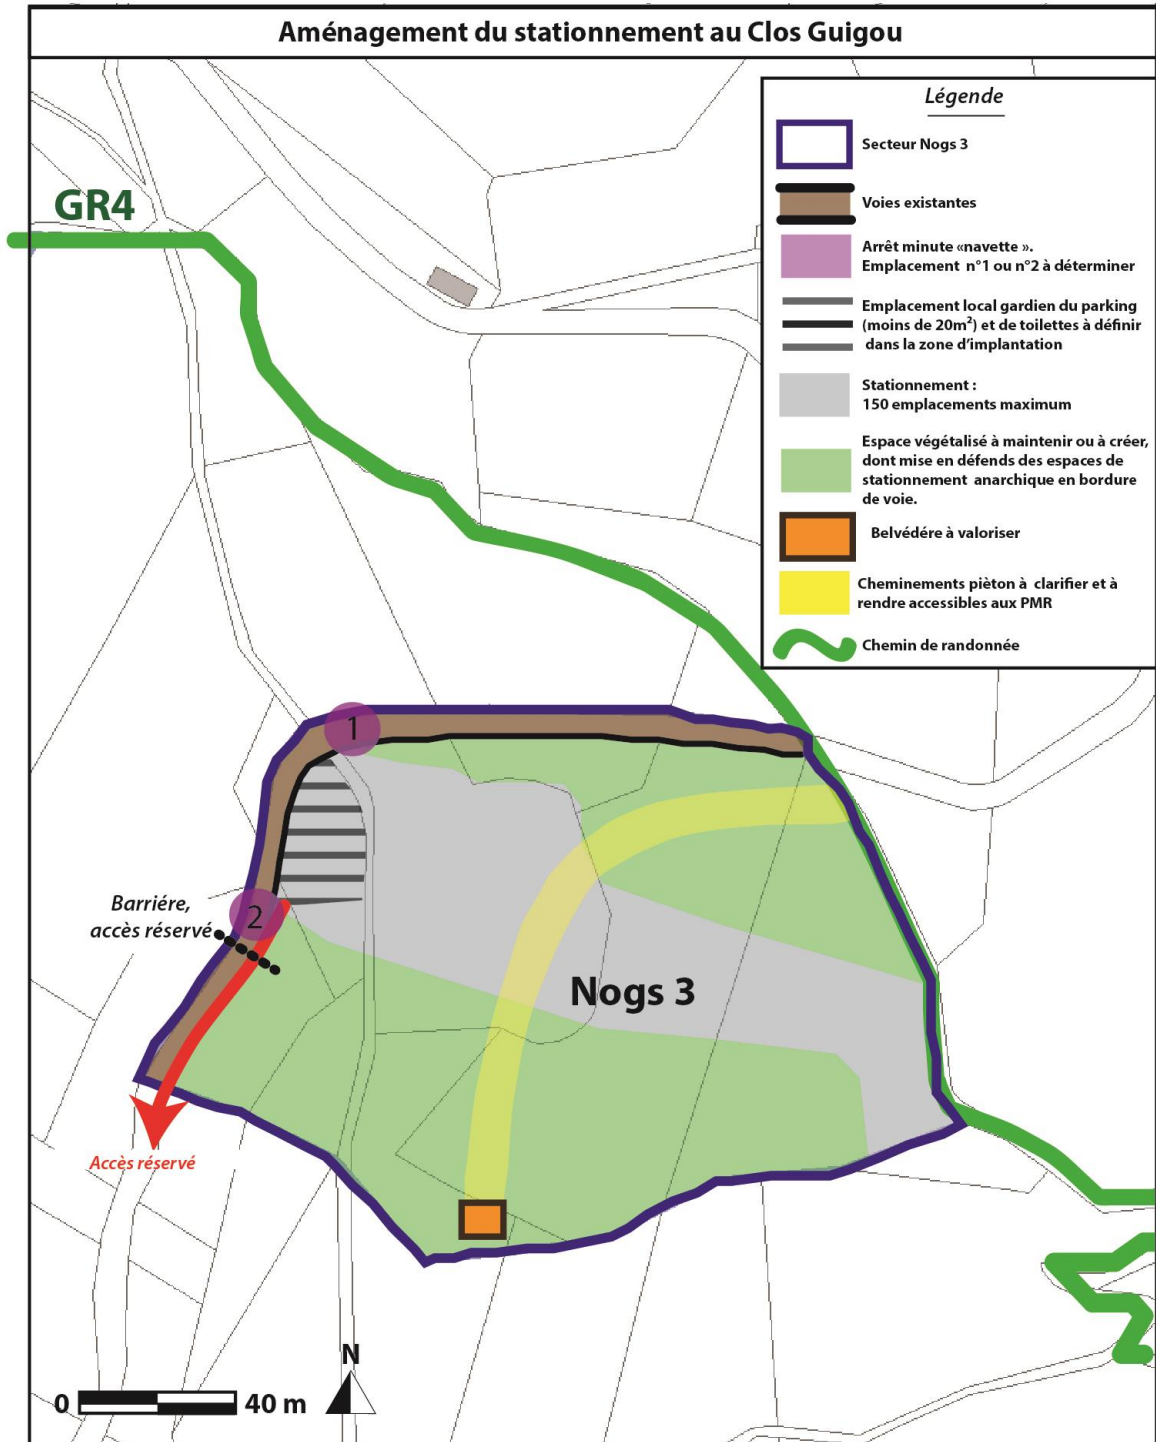 Aménagement du stationnement au Clos Guigou
Légende
Secteur Nogs 3
Voies existantes
Arrêt minute «navette ».
Emplacement n°1 ou n°2 à déterminer
Emplacement local gardien du parking
(moins de 20m²) et de toilettes à définir
dans la zone d'implantation
Stationnement :
150 emplacements maximum
Espace végétalisé à maintenir ou à créer,
dont mise en défends des espaces de
stationnement anarchique en bordure
de voie.
Belvédére à valoriser
Cheminements pièton à clarifier et à
rendre accessibles aux PMR
Chemin de randonnée
GR4
1
2
Barriére,
accès réservé
Nogs 3
Accès réservé
N
0 40 m